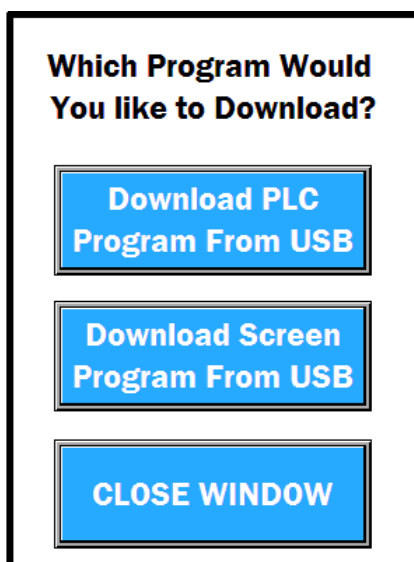 Which Program Would
You like to Download?
Download PLC
Program From USB
Download Screen
Program From USB
CLOSE WINDOW